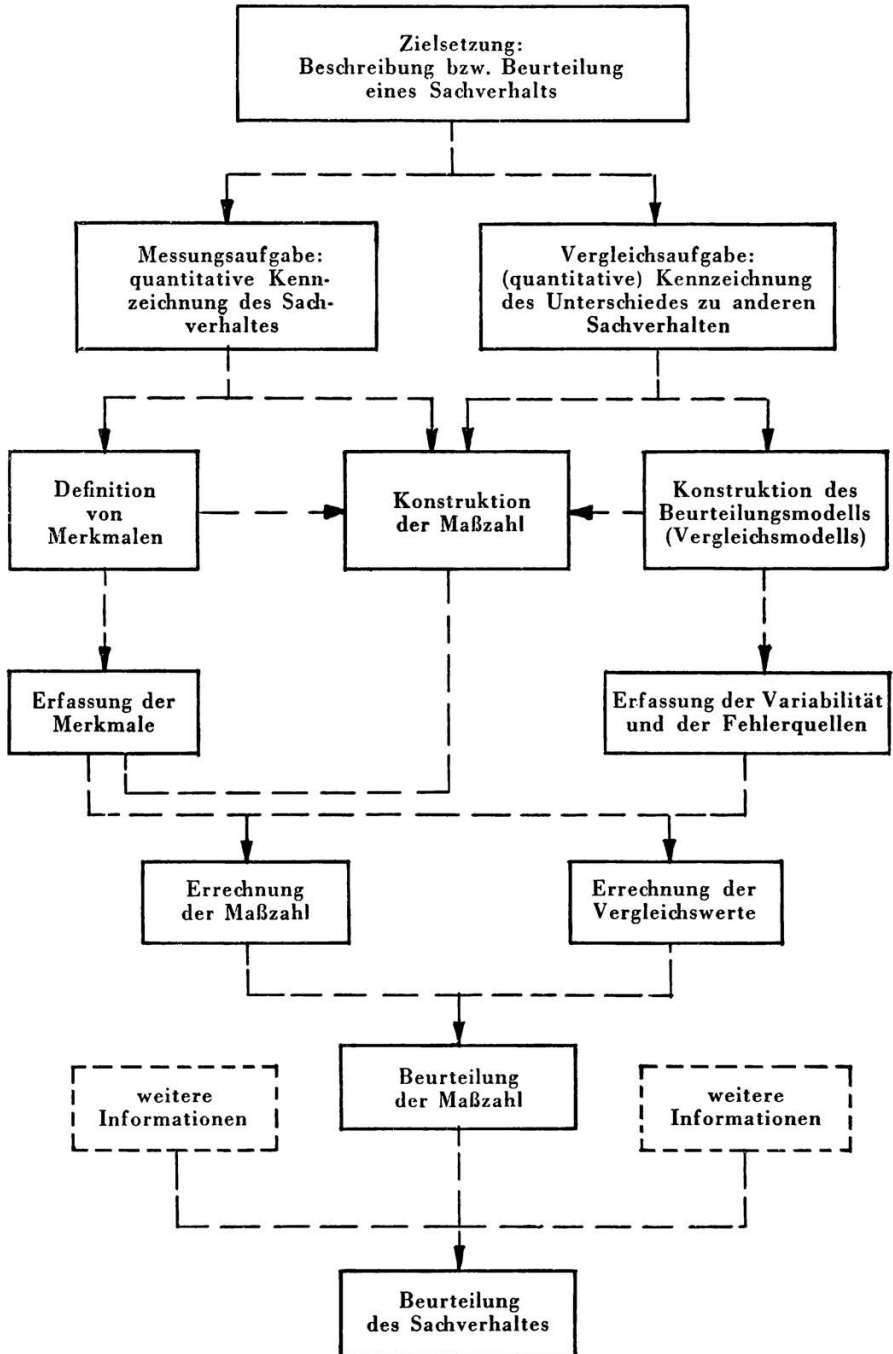 Zielsetzung:
Beschreibung bzw. Beurteilung
eines Sachverhalts
Messungsaufgabe:
quantitative Kenn-
zeichnung des Sach-
verhaltes
Vergleichsaufgabe:
(quantitative) Kennzeichnung
des Unterschiedes zu anderen
Sachverhalten
Definition
von
Merkmalen
Konstruktion
der Maßzahl
Konstruktion des
Beurteilungsmodells
(Vergleichsmodells)
Erfassung der
Merkmale
Erfassung der Variabilität
und der Fehlerquellen
Errechnung
der Maßzahl
Errechnung der
Vergleichswerte
weitere
Informationen
Beurteilung
der Maßzahl
weitere
Informationen
Beurteilung
des Sachverhaltes